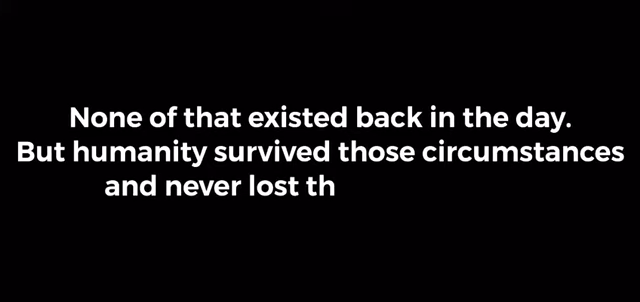 None of that existed back in the day.
But humanity survived those circumstances
and never lost th